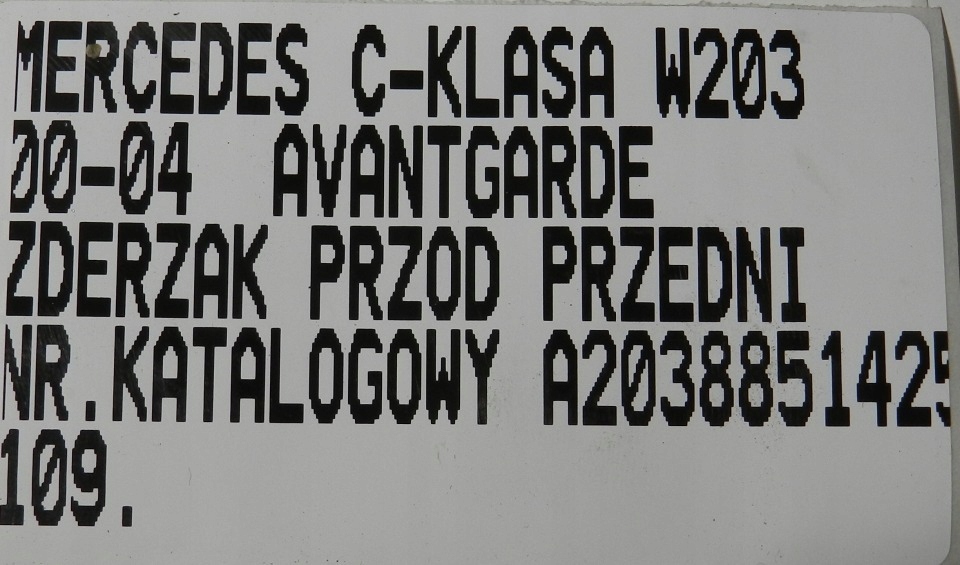 MERCEDES C-KLASA W203
00-04 AVANTGARDE
ZDERZAK PRZOD PRZEDNI
NR.KATALOGOWY A2038851425
109.